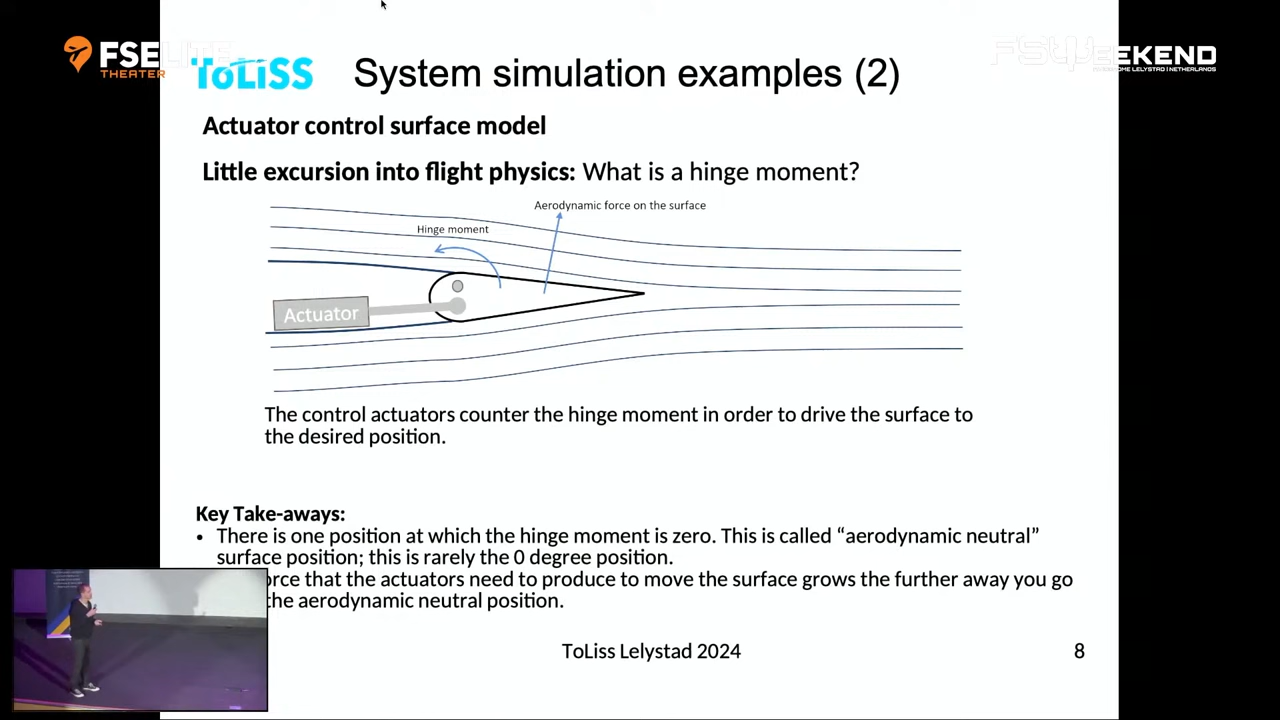 FSELITE
THEATER
FSWEEKEND
ToLiSS
System simulation examples (2)
Actuator control surface model
Little excursion into flight physics: What is a hinge moment?
Aerodynamic force on the surface
Hinge moment
Actuator
The control actuators counter the hinge moment in order to drive the surface to
the desired position.
Key Take-aways:
• There is one position at which the hinge moment is zero. This is called “aerodynamic neutral”
surface position; this is rarely the 0 degree position.
that the actuators need to produce to move the surface grows the further away you go
the aerodynamic neutral position.
ToLiss Lelystad 2024
8